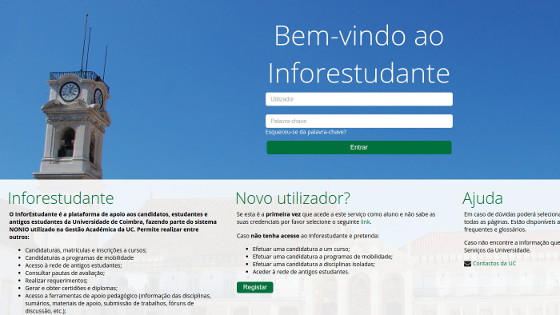 Bem-vindo ao
Inforestudante
Utilizador
Palavra-chave
Esqueceu-se da palavra-chave?
Entrar
Inforestudante
O InforEstudante é a plataforma de apoio aos candidatos, estudantes e
antigos estudantes da Universidade de Coimbra, fazendo parte do sistema
NONIO utilizado na Gestão Académica da UC. Permite realizar entre
outros:
Candidaturas, matrículas e inscrições a cursos;
Candidaturas a programas de mobilidade
Acesso à rede de antigos estudantes;
Consultar pautas de avaliação;
Realizar requerimentos;
Gerar e obter certidões e diplomas;
Acesso a ferramentas de apoio pedagógico (informação das disciplinas,
sumários, materiais de apoio, submissão de trabalhos, fóruns de
discussão, etc.);
Novo utilizador?
Se esta é a primeira vez que acede a este serviço como aluno e não sabe as
suas credenciais por favor selecione o seguinte link.
Caso não tenha acesso ao Inforestudante e pretenda:
Efetuar uma candidatura a um curso;
Efetuar uma candidatura a programas de mobilidade;
Efetuar uma candidatura a disciplinas isoladas;
Aceder à rede de antigos estudantes.
Registar
Ajuda
Em caso de dúvidas poderá seleciona
todas as páginas. Estão disponíveis a
frequentes e glossários.
Caso não encontre a informação que
Serviços da Universidade.
Contactos da UC